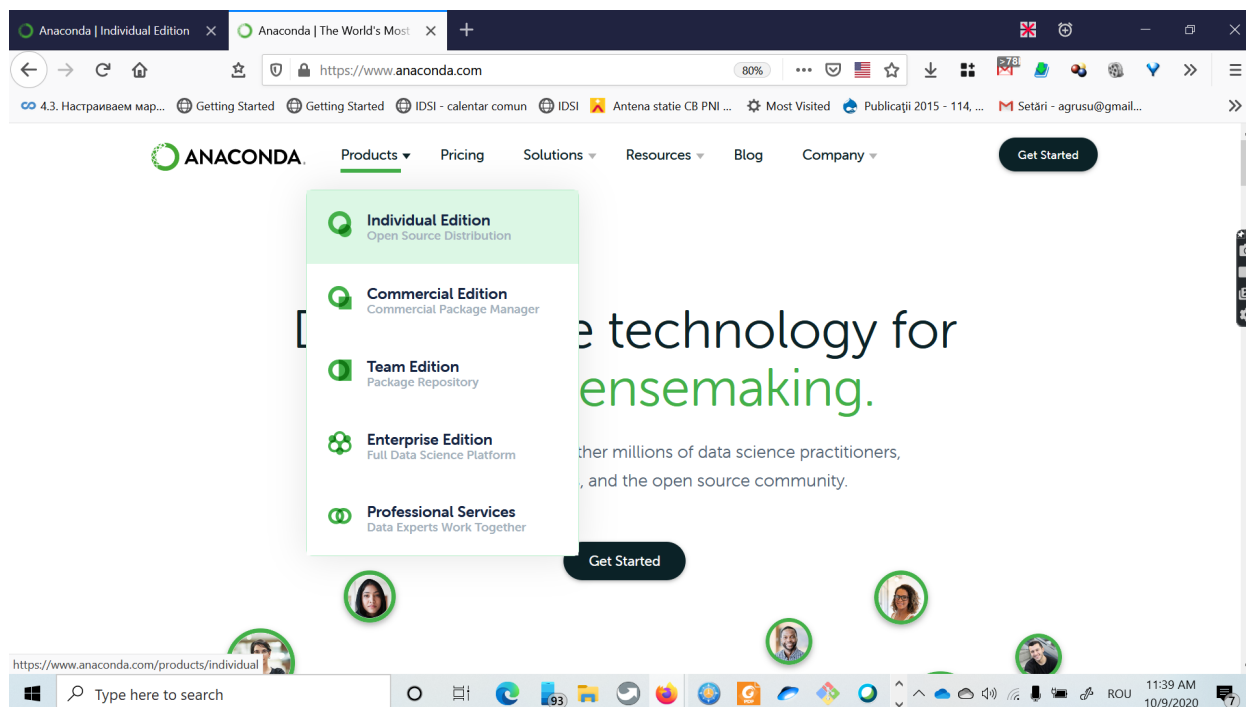 Anaconda | Individual Edition
Anaconda | The World's Most
https://www.anaconda.com
80%
>78
4.3. Настраиваем мар...
Getting Started
Getting Started
IDSI - calentar comun
IDSI
Antena statie CB PNI ...
Most Visited
Publicaţii 2015 - 114, ...
Setări - agrusu@gmail...
ANACONDA.
Products
Pricing
Solutions
Resources
Blog
Company
Get Started
Individual Edition
Open Source Distribution
Commercial Edition
Commercial Package Manager
Team Edition
Package Repository
Enterprise Edition
Full Data Science Platform
Professional Services
Data Experts Work Together
e technology for
ensemaking.
ther millions of data science practitioners,
, and the open source community.
Get Started
https://www.anaconda.com/products/individual
Type here to search
93
ROU
11:39 AM
10/9/2020
7